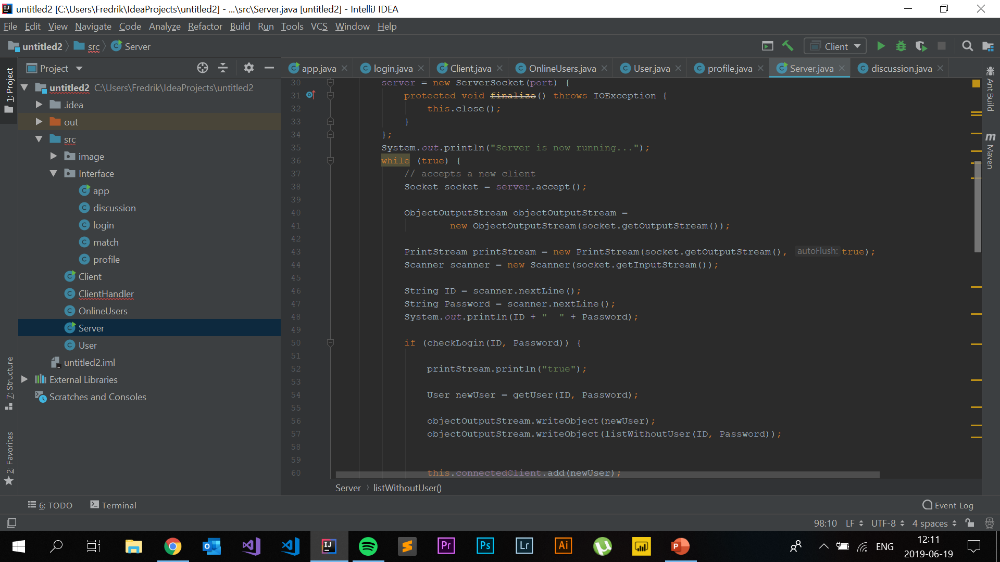 untitled2 [C:\Users\Fredrik\IdeaProjects\untitled2] - ...\src\Server.java [untitled2] - IntelliJ IDEA
File Edit View Navigate Code Analyze Refactor Build Run Tools VCS Window Help
untitled2 src Server Client
Project
app.java login.java Client.java OnlineUsers.java User.java profile.java Server.java discussion.java
1: Project
7: Structure
2: Favorites
untitled2 C:\Users\Fredrik\IdeaProjects\untitled2
.idea
out
src
image
Interface
app
discussion
login
match
profile
Client
ClientHandler
OnlineUsers
Server
User
untitled2.iml
External Libraries
Scratches and Consoles
30 server = new ServerSocket(port) {
31 protected void finalize() throws IOException {
32 this.close();
33 }
34 };
35 System.out.println("Server is now running...");
36 while (true) {
37 // accepts a new client
38 Socket socket = server.accept();
39
40 ObjectOutputStream objectOutputStream =
41 new ObjectOutputStream(socket.getOutputStream());
42
43 PrintStream printStream = new PrintStream(socket.getOutputStream(), autoFlush: true);
44 Scanner scanner = new Scanner(socket.getInputStream());
45
46 String ID = scanner.nextLine();
47 String Password = scanner.nextLine();
48 System.out.println(ID + "  " + Password);
49
50 if (checkLogin(ID, Password)) {
51
52 printStream.println("true");
53
54 User newUser = getUser(ID, Password);
55
56 objectOutputStream.writeObject(newUser);
57 objectOutputStream.writeObject(listWithoutUser(ID, Password));
58
59
60 this.connectedClient.add(newUser);
Server listWithoutUser()
Ant Build
m Maven
6: TODO Terminal Event Log
98:10 LF UTF-8 4 spaces
IJ Pr Ps Lr Ai P
ENG 12:11
2019-06-19